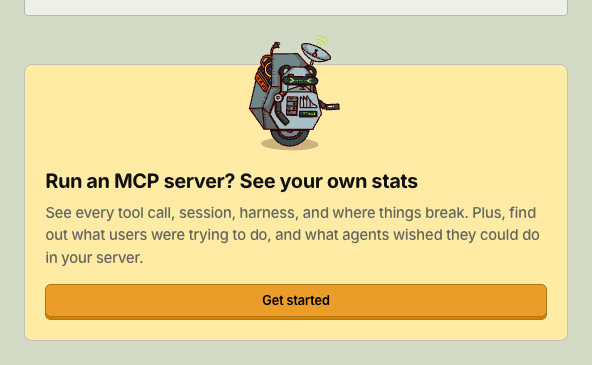 Run an MCP server? See your own stats
See every tool call, session, harness, and where things break. Plus, find
out what users were trying to do, and what agents wished they could do
in your server.
Get started